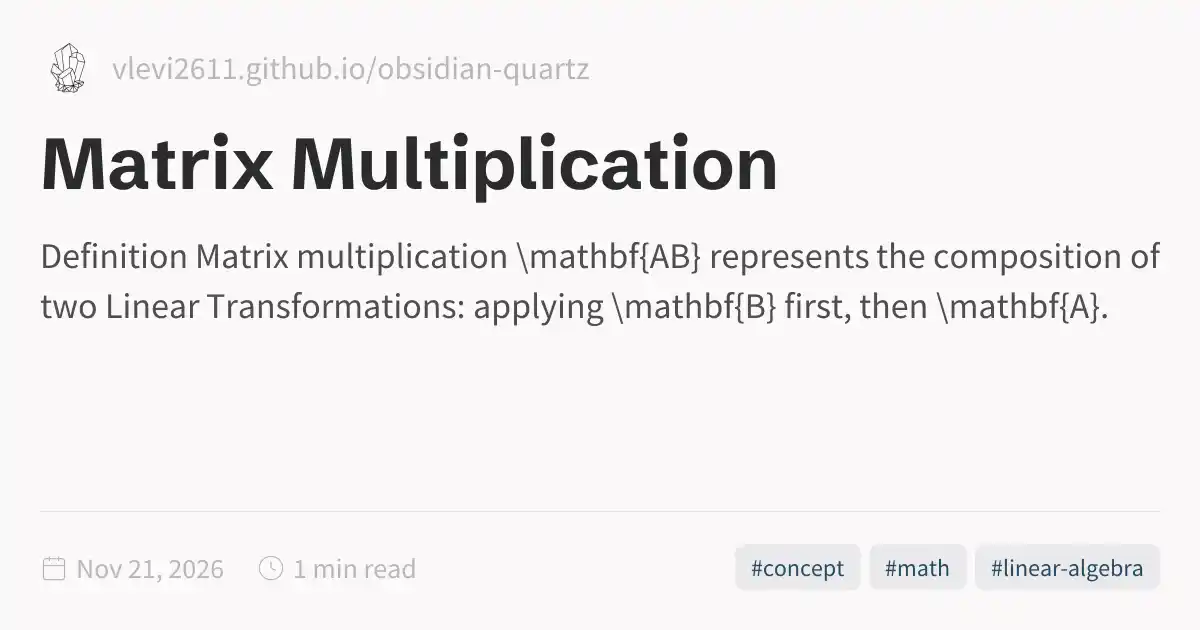 vlevi2611.github.io/obsidian-quartz
Matrix Multiplication
Definition Matrix multiplication \mathbf{AB} represents the composition of
two Linear Transformations: applying \mathbf{B} first, then \mathbf{A}.
Nov 21, 2026 1 min read #concept #math #linear-algebra